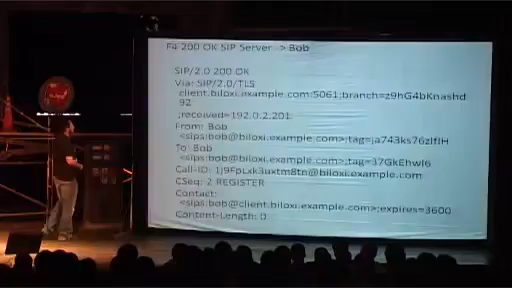 F4 200 OK SIP Server -> Bob
SIP/2.0 200 OK
Via: SIP/2.0/TLS
client.biloxi.example.com:5061;branch=z9hG4bKnashd
92
;received=192.0.2.201
From: Bob
<sips:bob@biloxi.example.com>;tag=ja743ks76zlflH
To: Bob
<sips:bob@biloxi.example.com>;tag=37GkEhwl6
Call-ID: 1j9FpLxk3uxtm8tn@biloxi.example.com
CSeq: 2 REGISTER
Contact:
<sips:bob@client.biloxi.example.com>;expires=3600
Content-Length: 0